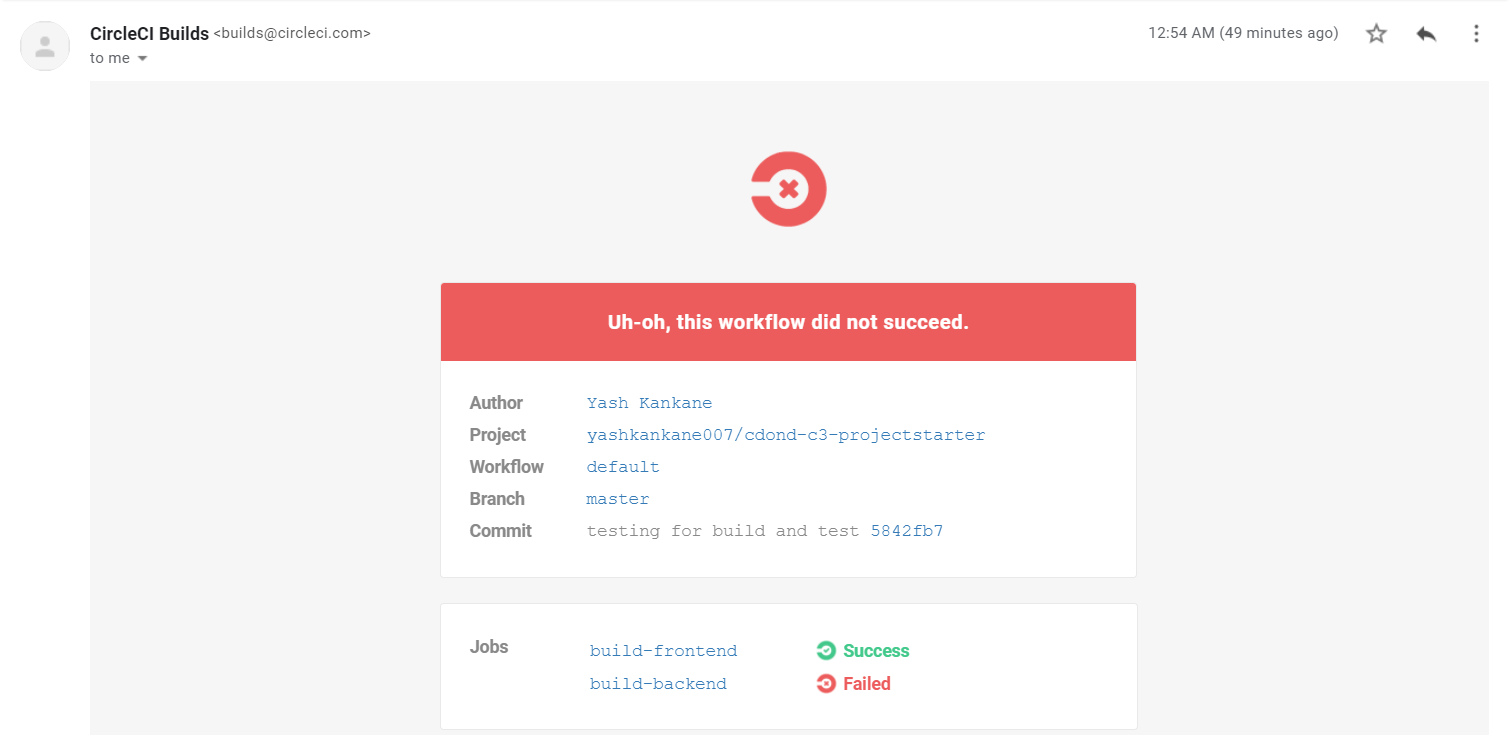 CircleCI Builds <builds@circleci.com>
12:54 AM (49 minutes ago)
to me
Uh-oh, this workflow did not succeed.
Author Yash Kankane
Project yashkankane007/cdond-c3-projectstarter
Workflow default
Branch master
Commit testing for build and test 5842fb7
Jobs build-frontend Success
build-backend Failed